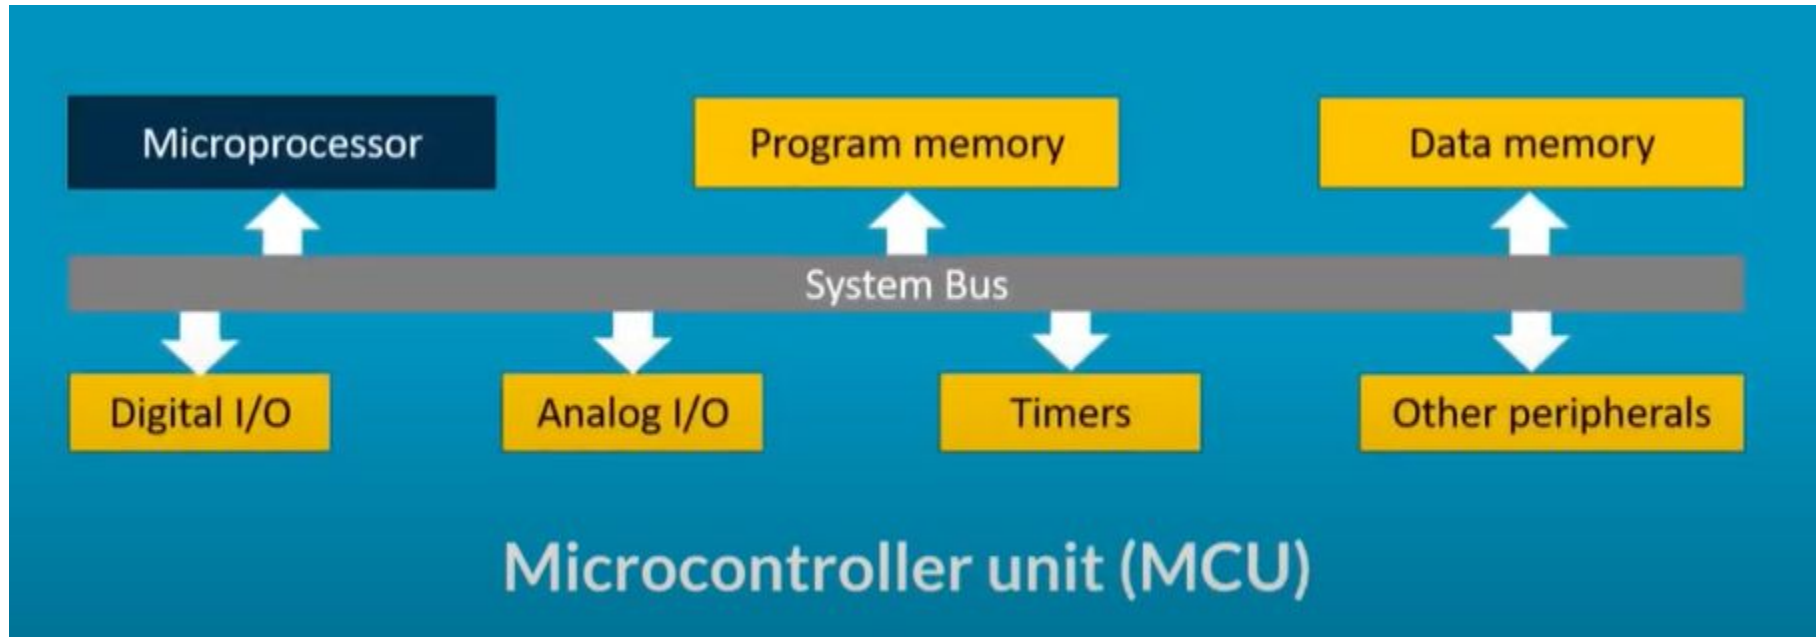 Microprocessor
Program memory
Data memory
System Bus
Digital I/O
Analog I/O
Timers
Other peripherals
Microcontroller unit (MCU)